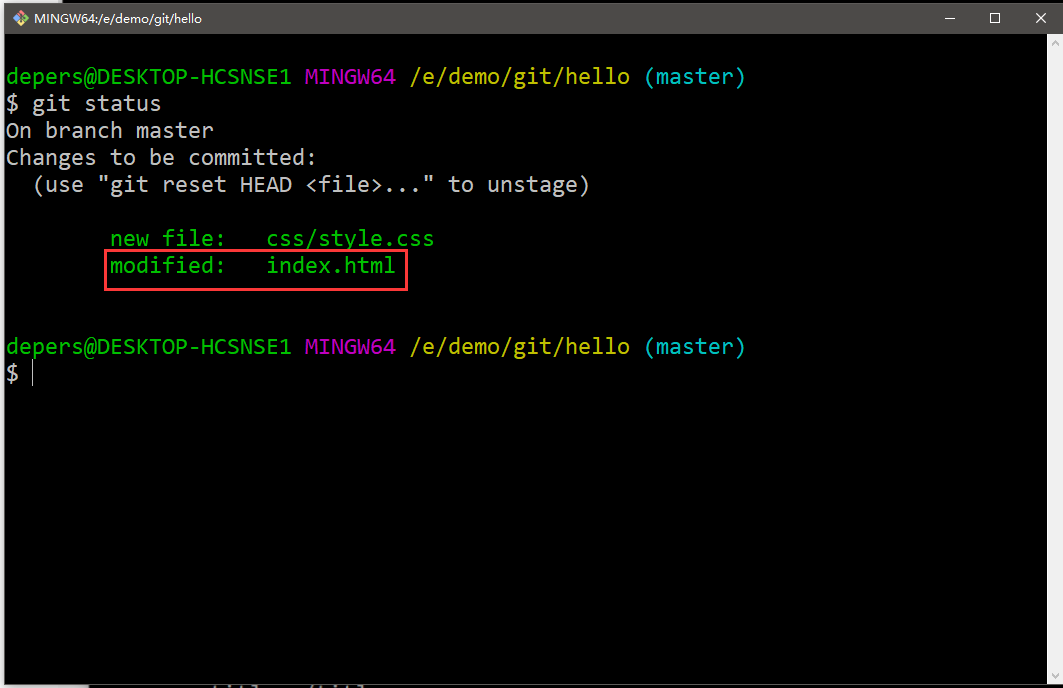 MINGW64:/e/demo/git/hello
depers@DESKTOP-HCSNSE1 MINGW64 /e/demo/git/hello (master)
$ git status
On branch master
Changes to be committed:
  (use "git reset HEAD <file>..." to unstage)
        new file:   css/style.css
        modified:   index.html
depers@DESKTOP-HCSNSE1 MINGW64 /e/demo/git/hello (master)
$